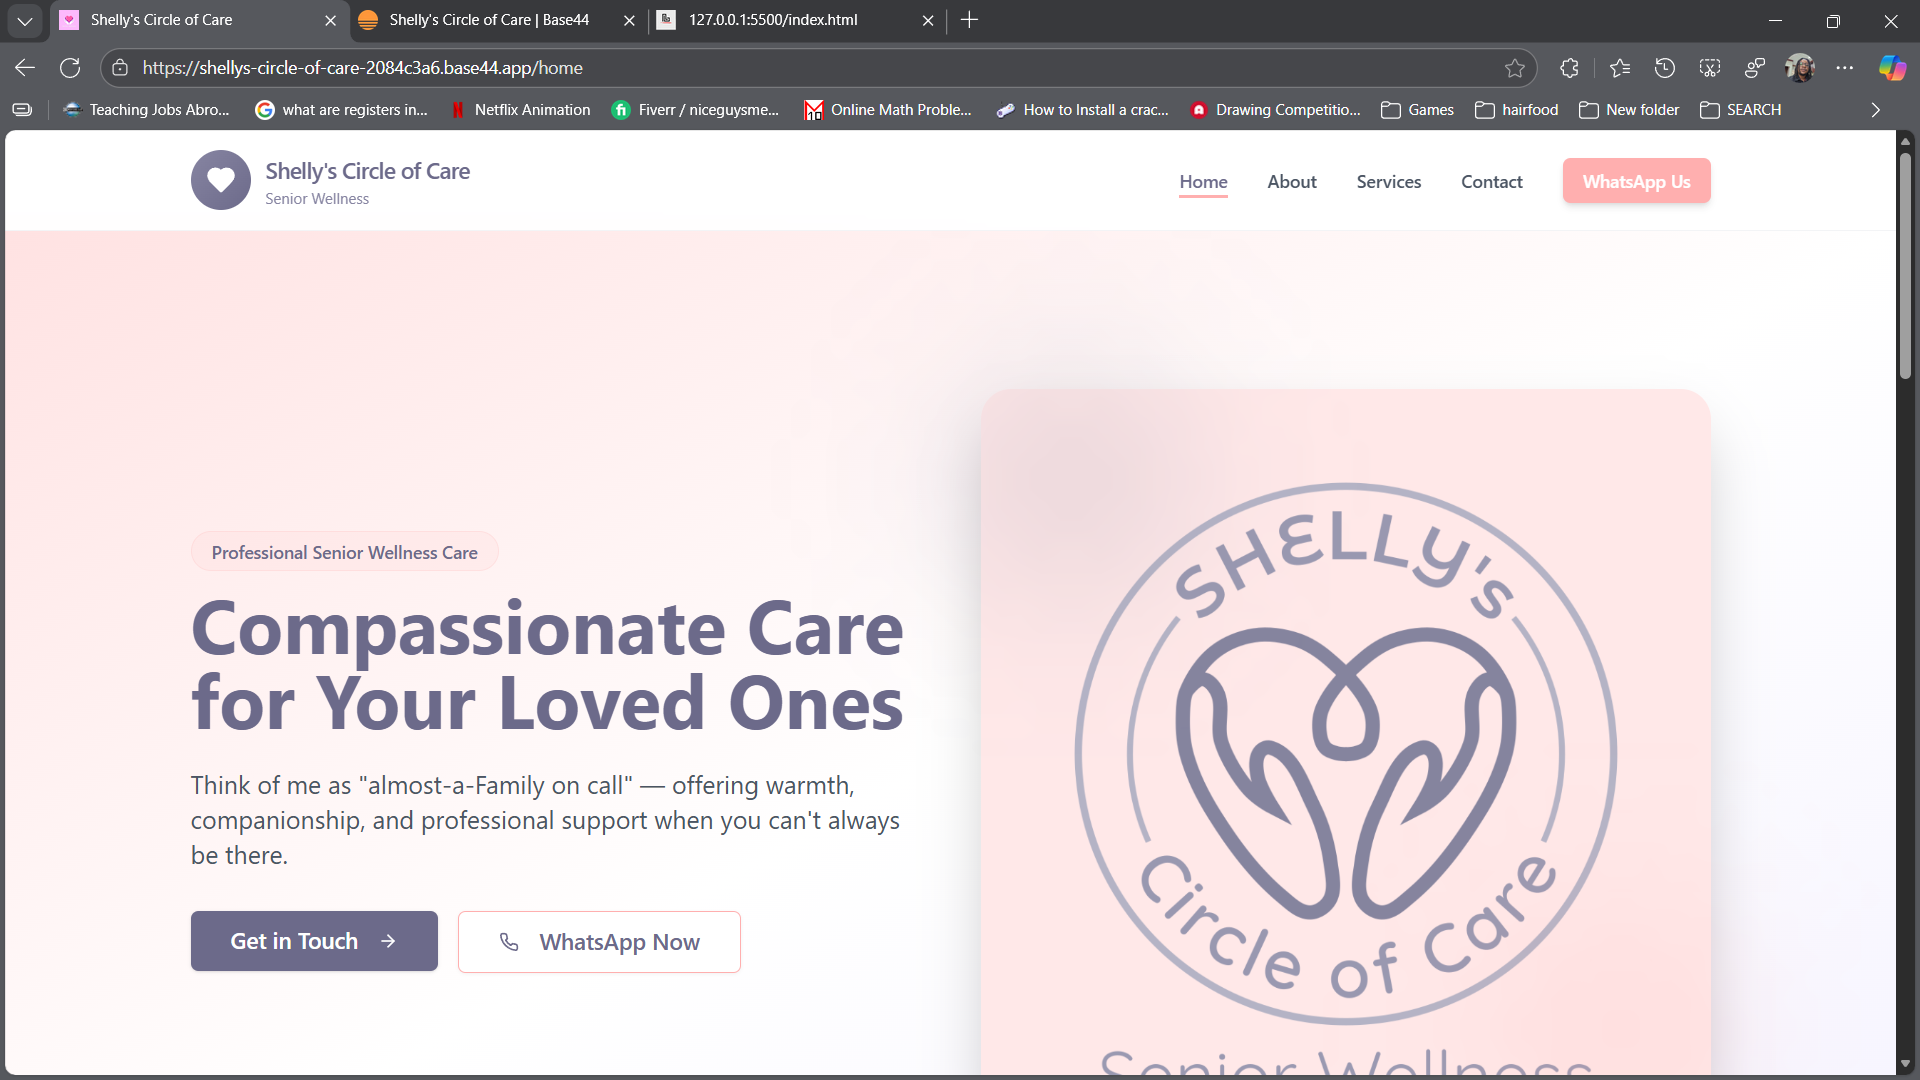 Shelly's Circle of Care
Shelly's Circle of Care | Base44
127.0.0.1:5500/index.html
https://shellys-circle-of-care-2084c3a6.base44.app/home
Teaching Jobs Abro...
what are registers in...
Netflix Animation
Fiverr / niceguysme...
Online Math Proble...
How to Install a crac...
Drawing Competitio...
Games
hairfood
New folder
SEARCH
Shelly's Circle of Care
Senior Wellness
Home
About
Services
Contact
WhatsApp Us
Professional Senior Wellness Care
Compassionate Care
for Your Loved Ones
Think of me as "almost-a-Family on call" — offering warmth,
companionship, and professional support when you can't always
be there.
Get in Touch
WhatsApp Now
SHELLY's
Circle of Care
Senior Wellness